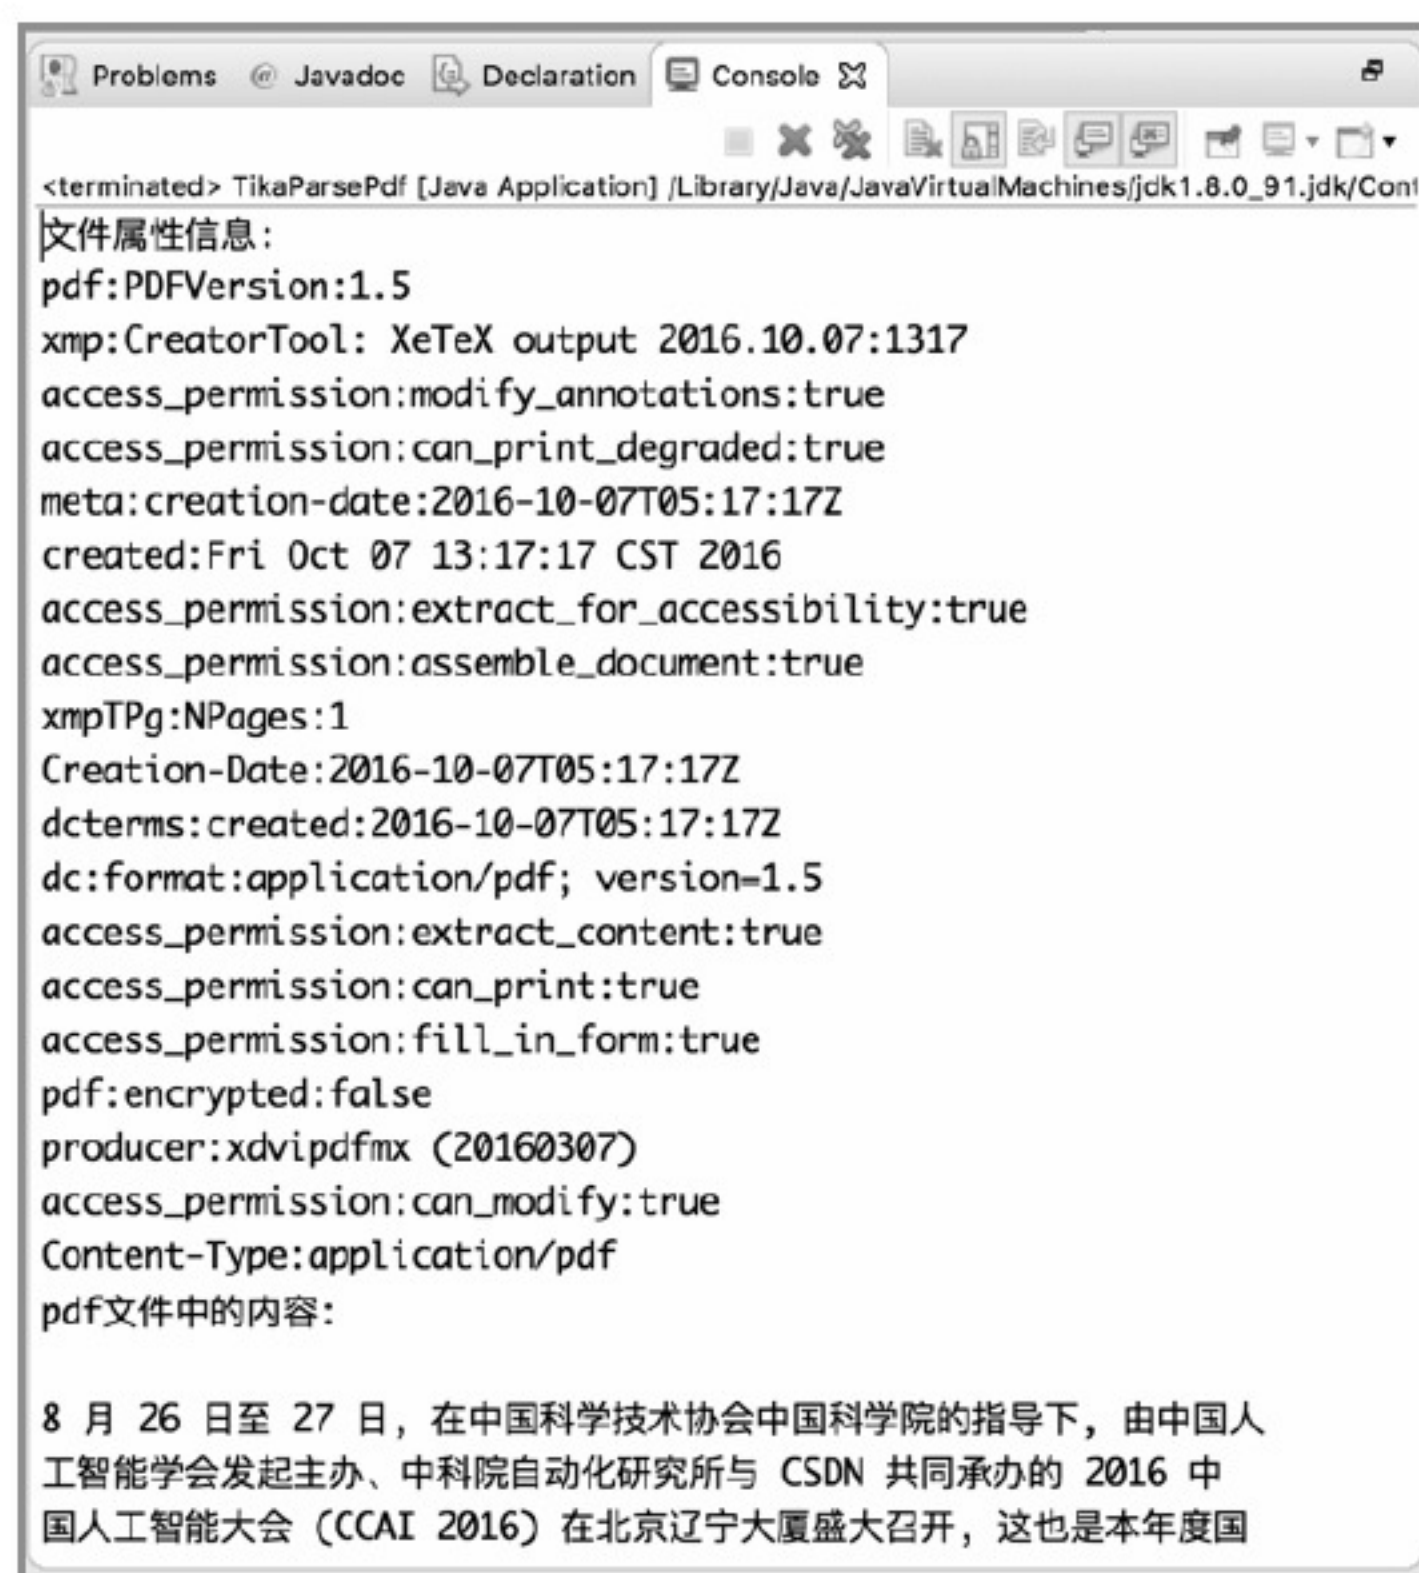 Problems @ Javadoc Declaration Console
<terminated> TikaParsePdf [Java Application] /Library/Java/JavaVirtualMachines/jdk1.8.0_91.jdk/Cont
文件属性信息:
pdf:PDFVersion:1.5
xmp:CreatorTool: XeTeX output 2016.10.07:1317
access_permission:modify_annotations:true
access_permission:can_print_degraded:true
meta:creation-date:2016-10-07T05:17:17Z
created:Fri Oct 07 13:17:17 CST 2016
access_permission:extract_for_accessibility:true
access_permission:assemble_document:true
xmpTPg:NPages:1
Creation-Date:2016-10-07T05:17:17Z
dcterms:created:2016-10-07T05:17:17Z
dc:format:application/pdf; version=1.5
access_permission:extract_content:true
access_permission:can_print:true
access_permission:fill_in_form:true
pdf:encrypted:false
producer:xdvipdfmx (20160307)
access_permission:can_modify:true
Content-Type:application/pdf
pdf文件中的内容:
8 月 26 日至 27 日, 在中国科学技术协会中国科学院的指导下, 由中国人
工智能学会发起主办、中科院自动化研究所与 CSDN 共同承办的 2016 中
国人工智能大会 (CCAI 2016) 在北京辽宁大厦盛大召开, 这也是本年度国